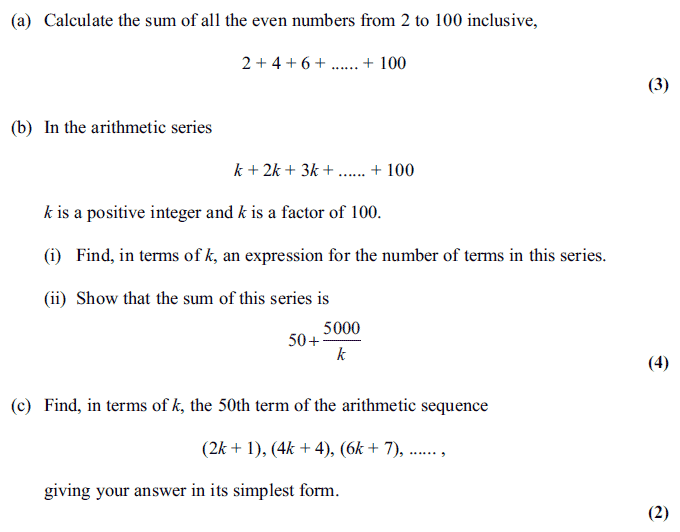 (a) Calculate the sum of all the even numbers from 2 to 100 inclusive,
2 + 4 + 6 + ...... + 100
(3)
(b) In the arithmetic series
k + 2k + 3k + ...... + 100
k is a positive integer and k is a factor of 100.
(i) Find, in terms of k, an expression for the number of terms in this series.
(ii) Show that the sum of this series is
50 + 5000/k
(4)
(c) Find, in terms of k, the 50th term of the arithmetic sequence
(2k + 1), (4k + 4), (6k + 7), ...... ,
giving your answer in its simplest form.
(2)